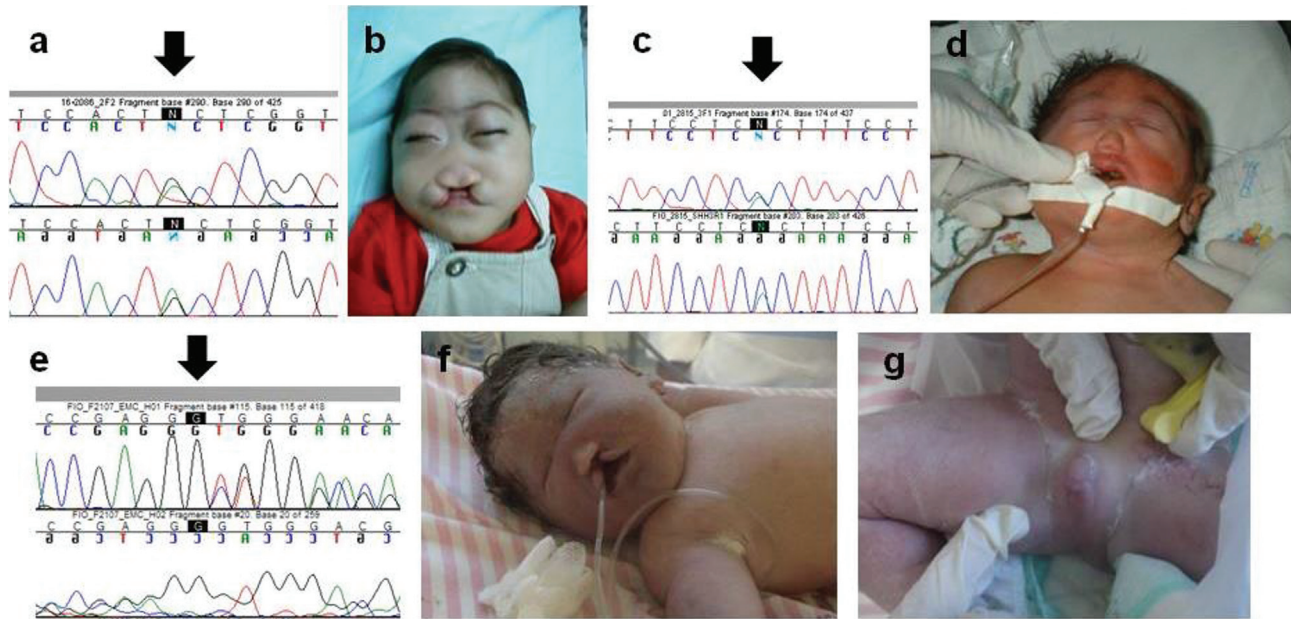 a
b
c
d
16-2086_2F2 Fragment base #290. Base 290 of 425
T C C A C T N C T C G G T
T C C A C T N C T C G G T
T C C A C T N C T C G G T
01_2815_3F1 Fragment base #174. Base 174 of 437
C T T C C T C N C T T T C C T
C T T C C T C N C T T T C C T
FIO_2815_SHH3R1 Fragment base #203. Base 203 of 426
C T T C C T C N C T T T C C T
e
f
g
FIO_F2107_EMC_H01 Fragment base #115. Base 115 of 418
C C G A G G G T G G G A A C A
C C G A G G G T G G G A A C A
FIO_F2107_EMC_H02 Fragment base #20. Base 20 of 259
C C G A G G G G T G G G A C G